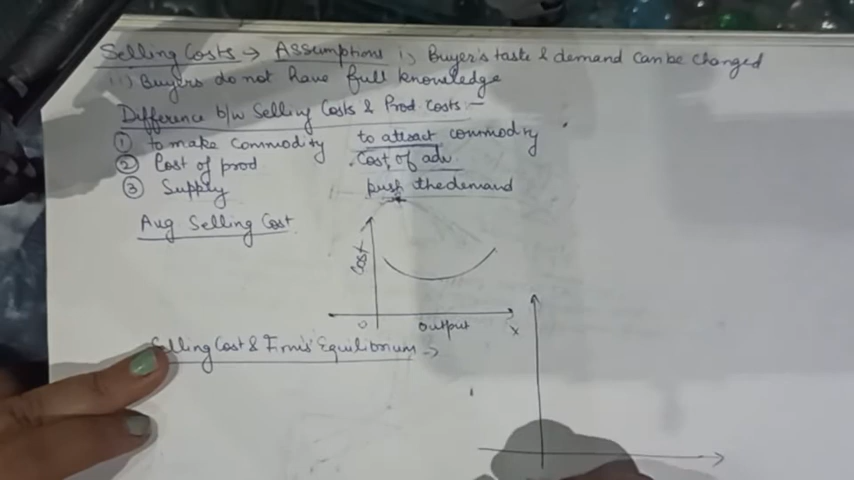 Selling Costs → Assumptions i) Buyer's taste & demand can be changed
ii) Buyers do not have full knowledge
Difference b/w Selling Costs & Prod. Costs :-
① to make commodity to attract commodity
② Cost of prod Cost of adv.
③ Supply push the demand
Avg Selling Cost
Cost
O Output X
Selling Cost & Firms' Equilibrium →